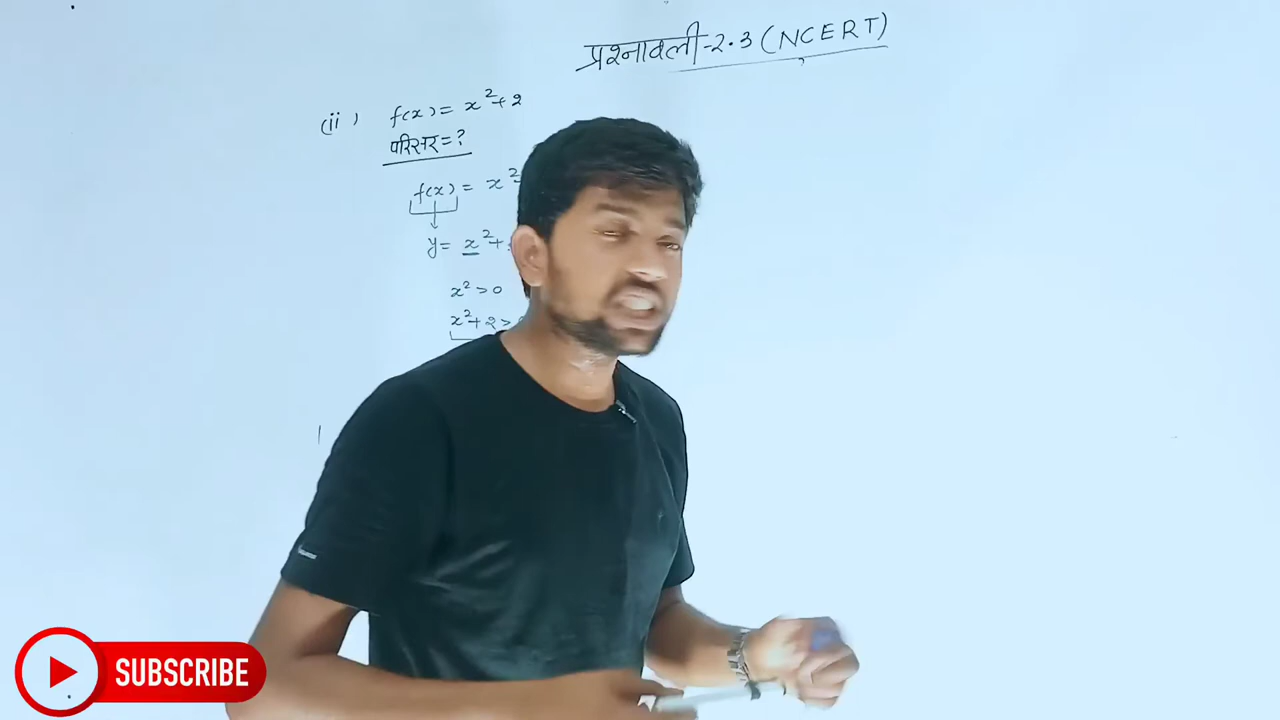 प्रश्नावली-2.3 (NCERT)
(ii) f(x) = x²+2
परिसर = ?
f(x) = x²
y = x²+
x² > 0
x²+2 >
SUBSCRIBE